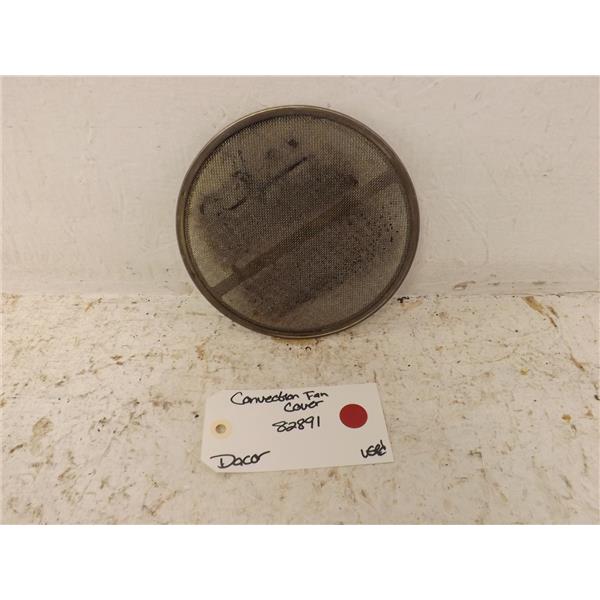 Convection Fan
Cover
82891
Dacor
used